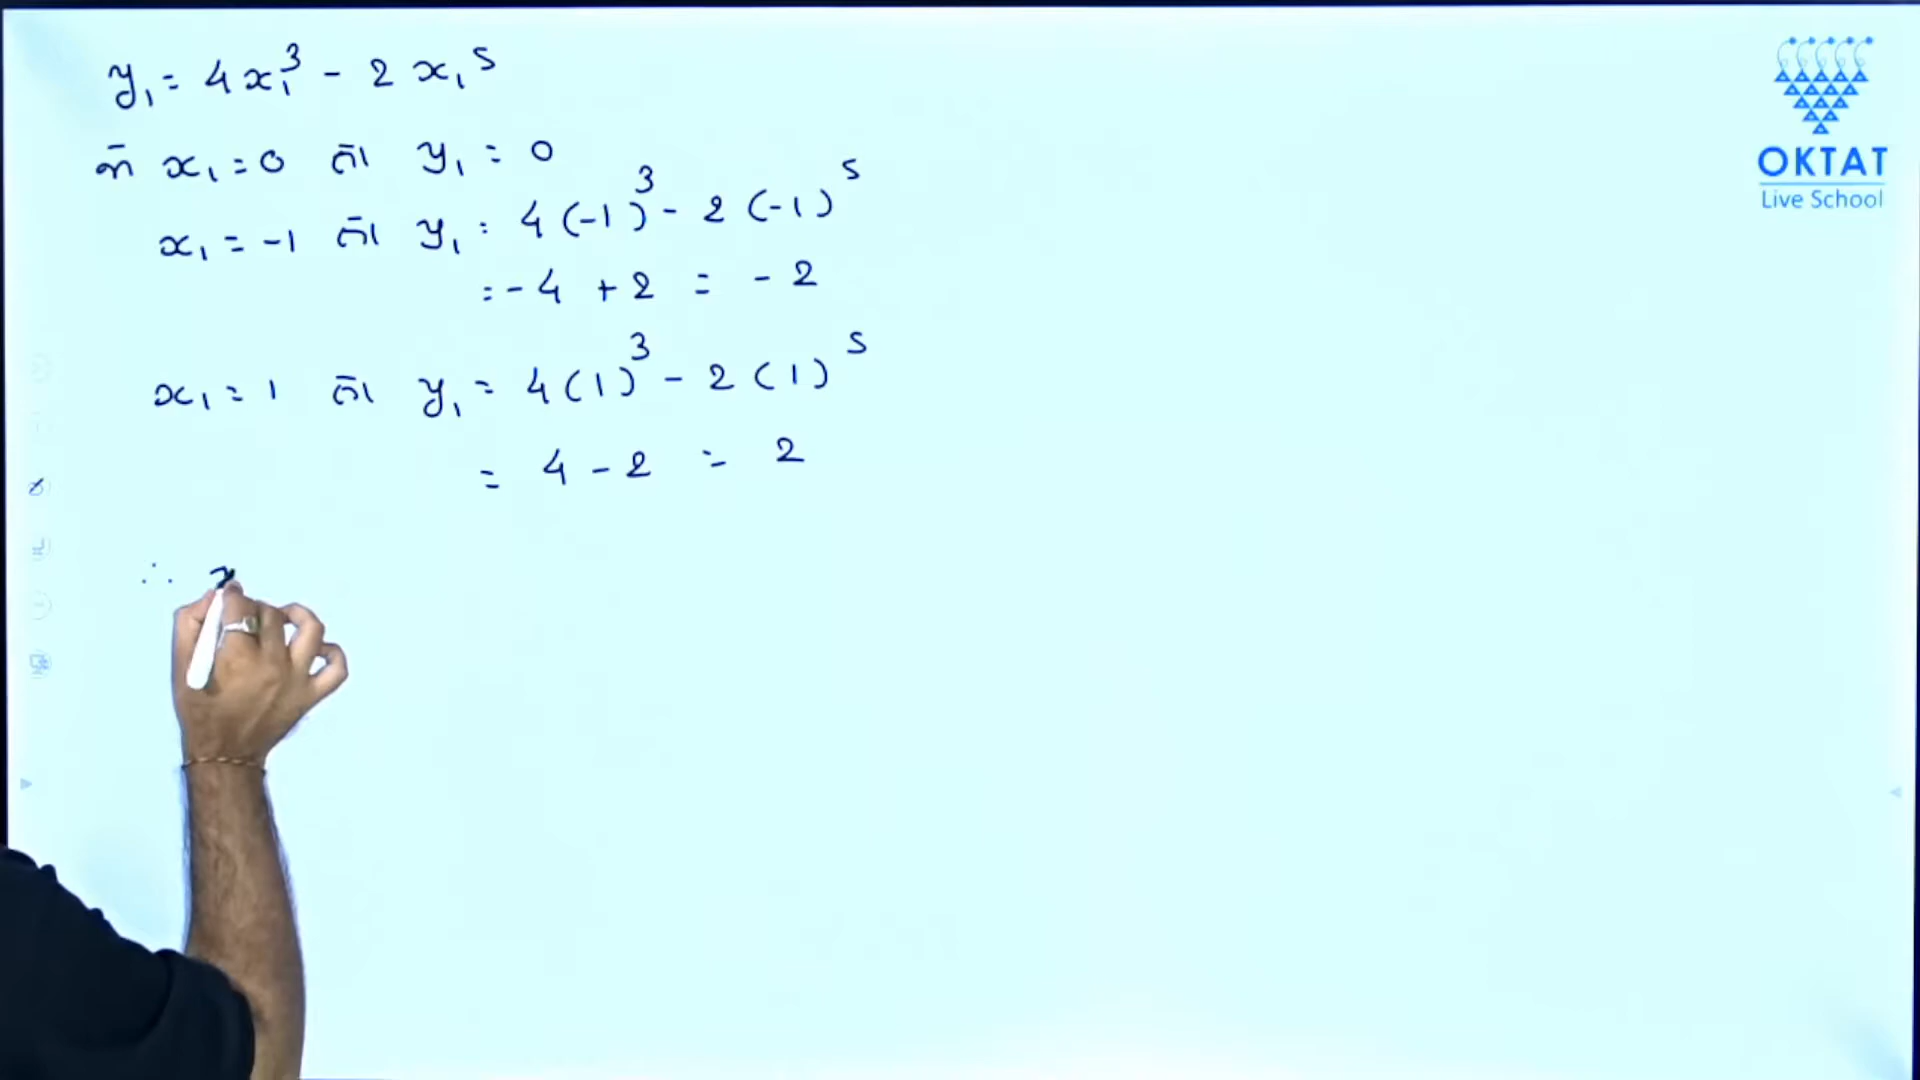 y₁ = 4x₁³ - 2x₁⁵
જો x₁ = 0 તો y₁ = 0
x₁ = -1 તો y₁ = 4(-1)³ - 2(-1)⁵
= -4 + 2 = -2
x₁ = 1 તો y₁ = 4(1)³ - 2(1)⁵
= 4 - 2 = 2
∴
OKTAT
Live School